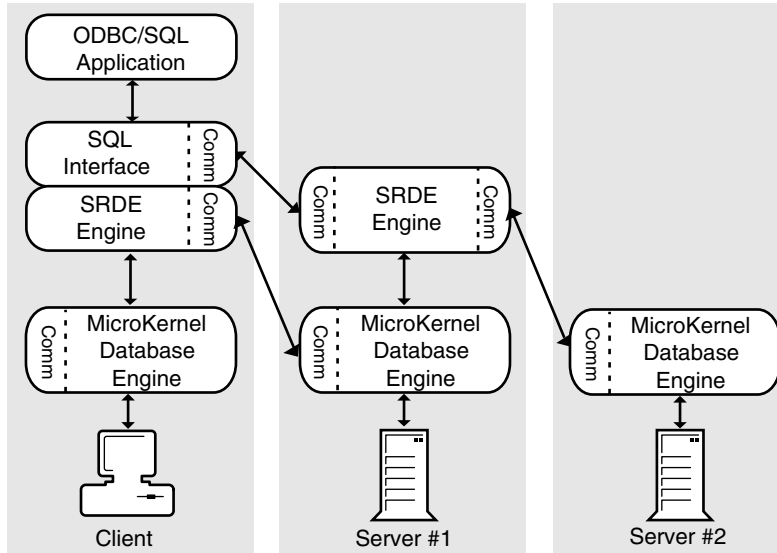 ODBC/SQL
Application
SQL
Interface
Comm
SRDE
Engine
Comm
Comm
MicroKernel
Database
Engine
Client
Comm
SRDE
Engine
Comm
Comm
MicroKernel
Database
Engine
Server #1
Comm
MicroKernel
Database
Engine
Server #2